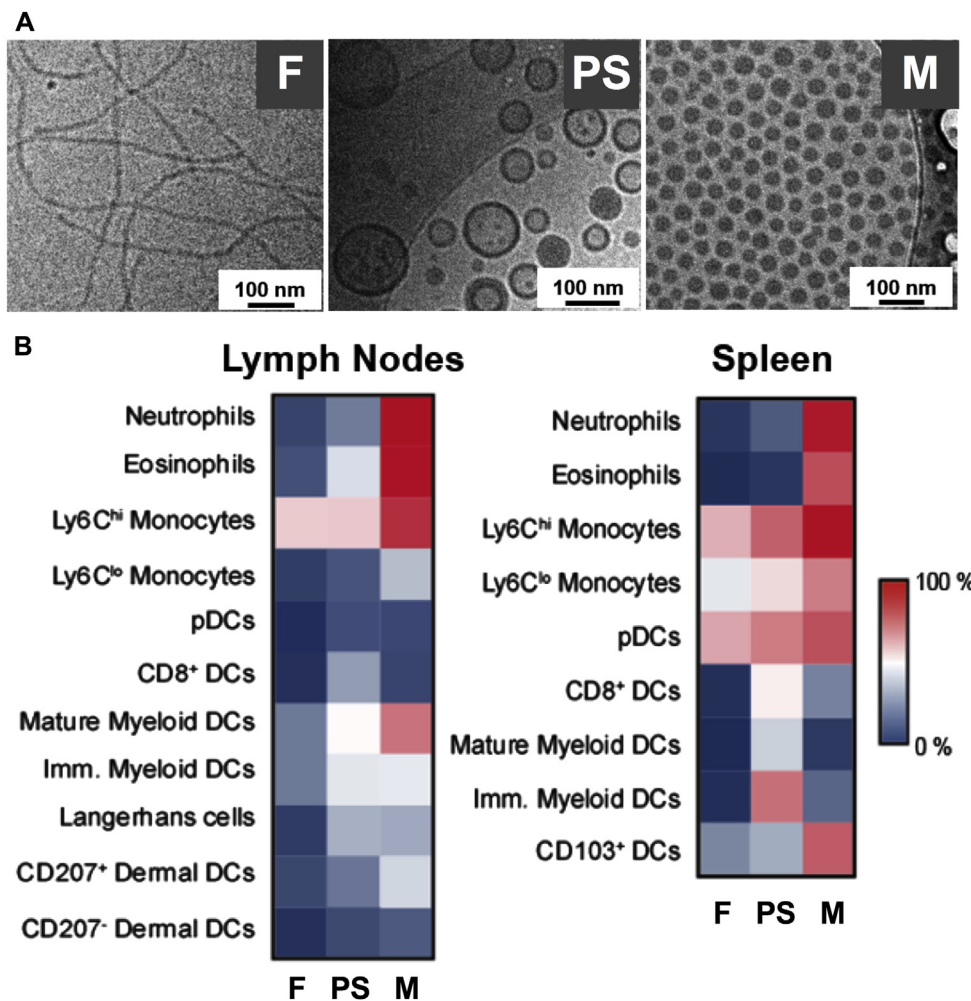 A
F
PS
M
100 nm
100 nm
100 nm
B
Lymph Nodes
Neutrophils
Eosinophils
Ly6Cʰⁱ Monocytes
Ly6Cˡᵒ Monocytes
pDCs
CD8⁺ DCs
Mature Myeloid DCs
Imm. Myeloid DCs
Langerhans cells
CD207⁺ Dermal DCs
CD207⁻ Dermal DCs
F PS M
Spleen
Neutrophils
Eosinophils
Ly6Cʰⁱ Monocytes
Ly6Cˡᵒ Monocytes
pDCs
CD8⁺ DCs
Mature Myeloid DCs
Imm. Myeloid DCs
CD103⁺ DCs
F PS M
100 %
0 %